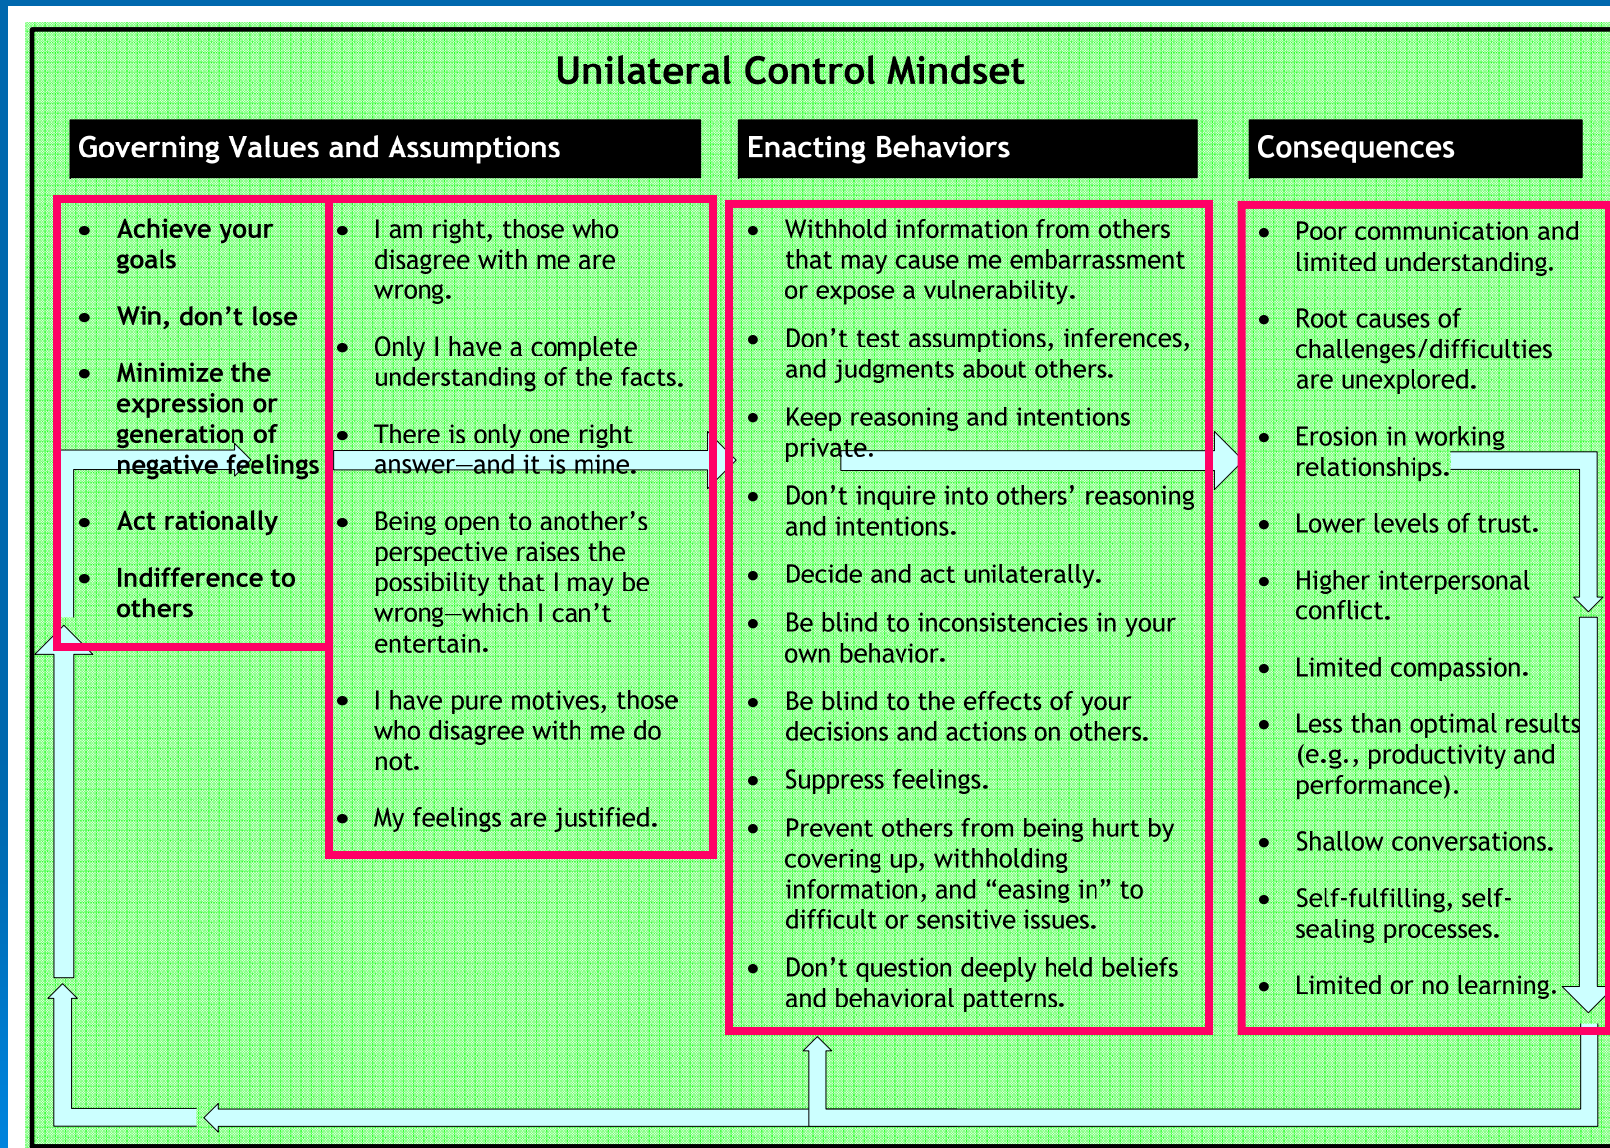 Unilateral Control Mindset
Governing Values and Assumptions
• Achieve your
goals
• Win, don’t lose
• Minimize the
expression or
generation of
negative feelings
• Act rationally
• Indifference to
others
• I am right, those who
disagree with me are
wrong.
• Only I have a complete
understanding of the facts.
• There is only one right
answer—and it is mine.
• Being open to another’s
perspective raises the
possibility that I may be
wrong—which I can’t
entertain.
• I have pure motives, those
who disagree with me do
not.
• My feelings are justified.
Enacting Behaviors
• Withhold information from others
that may cause me embarrassment
or expose a vulnerability.
• Don’t test assumptions, inferences,
and judgments about others.
• Keep reasoning and intentions
private.
• Don’t inquire into others’ reasoning
and intentions.
• Decide and act unilaterally.
• Be blind to inconsistencies in your
own behavior.
• Be blind to the effects of your
decisions and actions on others.
• Suppress feelings.
• Prevent others from being hurt by
covering up, withholding
information, and “easing in” to
difficult or sensitive issues.
• Don’t question deeply held beliefs
and behavioral patterns.
Consequences
• Poor communication and
limited understanding.
• Root causes of
challenges/difficulties
are unexplored.
• Erosion in working
relationships.
• Lower levels of trust.
• Higher interpersonal
conflict.
• Limited compassion.
• Less than optimal results
(e.g., productivity and
performance).
• Shallow conversations.
• Self-fulfilling, self-
sealing processes.
• Limited or no learning.